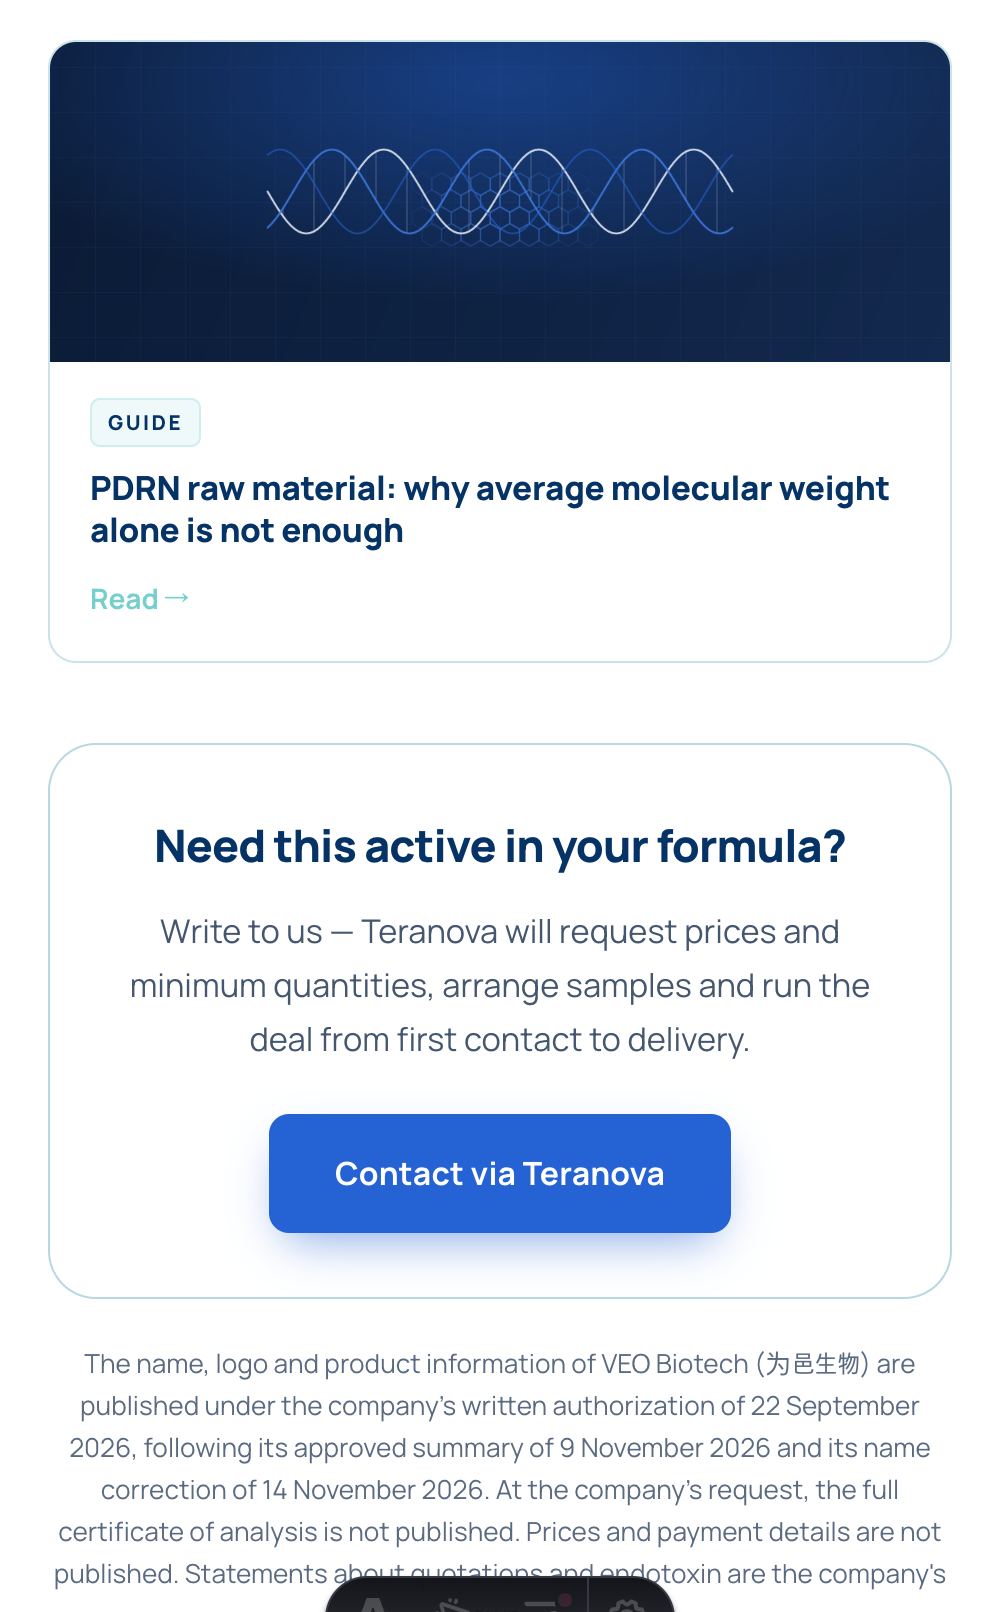 GUIDE
PDRN raw material: why average molecular weight
alone is not enough
Read →
Need this active in your formula?
Write to us — Teranova will request prices and
minimum quantities, arrange samples and run the
deal from first contact to delivery.
Contact via Teranova
The name, logo and product information of VEO Biotech (为邑生物) are
published under the company’s written authorization of 22 September
2026, following its approved summary of 9 November 2026 and its name
correction of 14 November 2026. At the company’s request, the full
certificate of analysis is not published. Prices and payment details are not
published. Statements about quotations and endotoxin are the company's